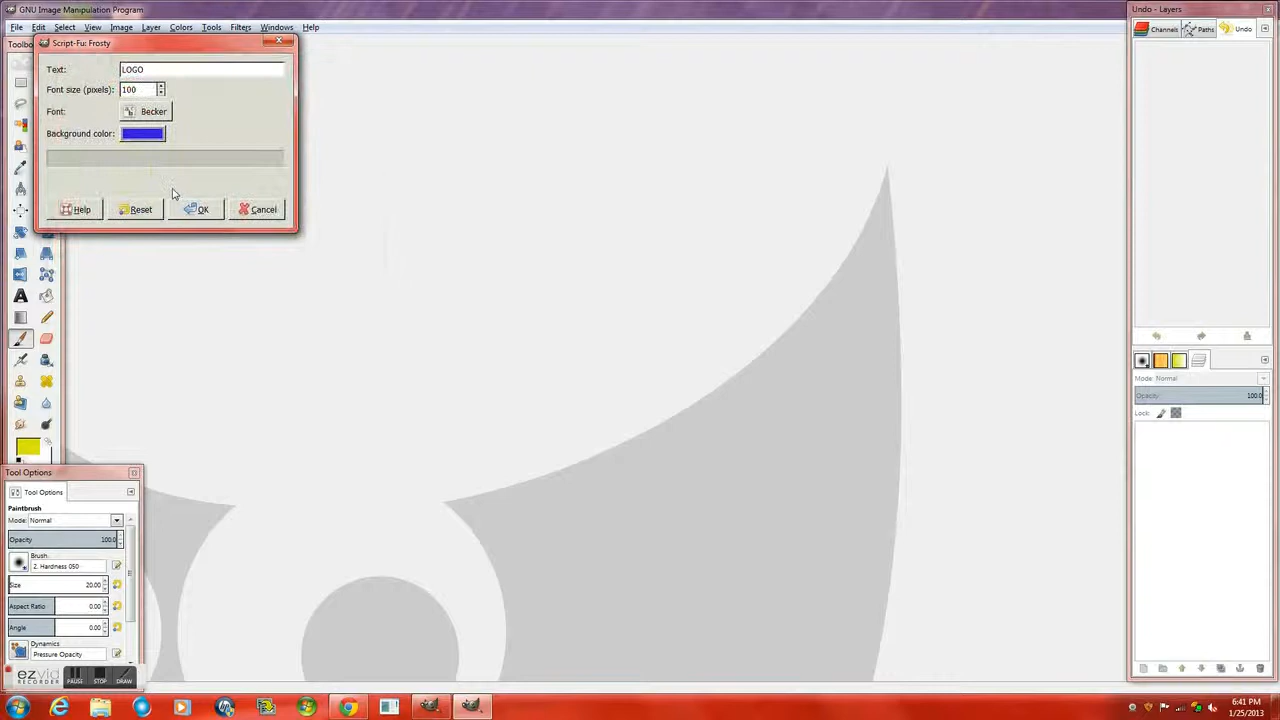 GNU Image Manipulation Program
File Edit Select View Image Layer Colors Tools Filters Windows Help
Script-Fu: Frosty
Text: LOGO
Font size (pixels): 100
Font: Becker
Background color:
Help Reset OK Cancel
Tool Options
Tool Options
Paintbrush
Mode: Normal
Opacity 100.0
Brush
2. Hardness 050
Size 20.00
Aspect Ratio 0.00
Angle 0.00
Dynamics
Pressure Opacity
ezvid
RECORDER
PAUSE STOP DRAW
Undo - Layers
Channels Paths Undo
Mode: Normal
Opacity: 100.0
Lock:
6:41 PM
1/25/2013